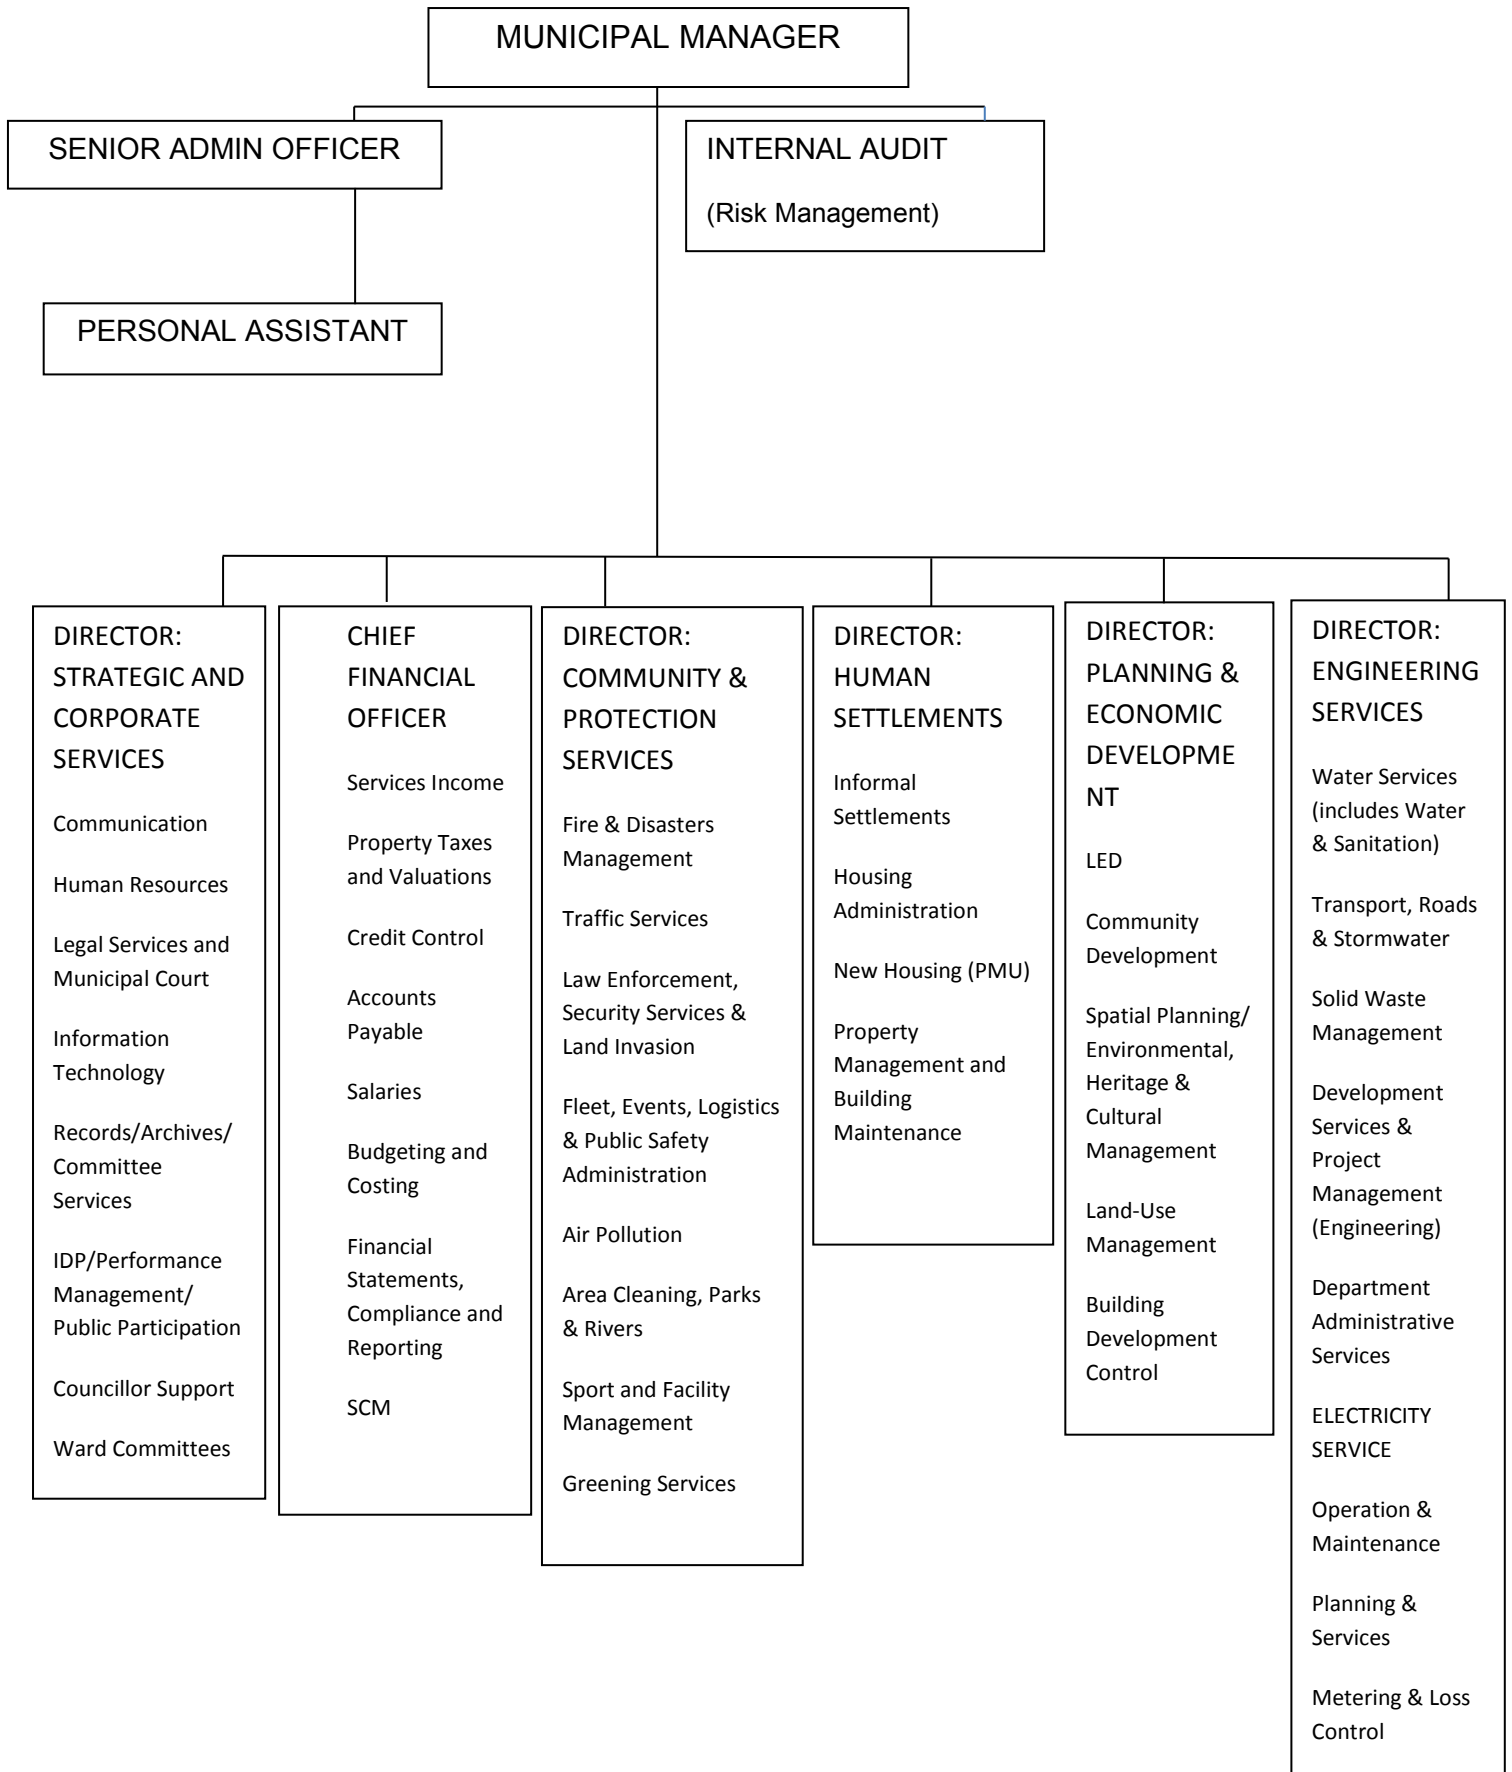 MUNICIPAL MANAGER
SENIOR ADMIN OFFICER
INTERNAL AUDIT
(Risk Management)
PERSONAL ASSISTANT
DIRECTOR:
STRATEGIC AND
CORPORATE
SERVICES
Communication
Human Resources
Legal Services and
Municipal Court
Information
Technology
Records/Archives/
Committee
Services
IDP/Performance
Management/
Public Participation
Councillor Support
Ward Committees
CHIEF
FINANCIAL
OFFICER
Services Income
Property Taxes
and Valuations
Credit Control
Accounts
Payable
Salaries
Budgeting and
Costing
Financial
Statements,
Compliance and
Reporting
SCM
DIRECTOR:
COMMUNITY &
PROTECTION
SERVICES
Fire & Disasters
Management
Traffic Services
Law Enforcement,
Security Services &
Land Invasion
Fleet, Events, Logistics
& Public Safety
Administration
Air Pollution
Area Cleaning, Parks
& Rivers
Sport and Facility
Management
Greening Services
DIRECTOR:
HUMAN
SETTLEMENTS
Informal
Settlements
Housing
Administration
New Housing (PMU)
Property
Management and
Building
Maintenance
DIRECTOR:
PLANNING &
ECONOMIC
DEVELOPME
NT
LED
Community
Development
Spatial Planning/
Environmental,
Heritage &
Cultural
Management
Land-Use
Management
Building
Development
Control
DIRECTOR:
ENGINEERING
SERVICES
Water Services
(includes Water
& Sanitation)
Transport, Roads
& Stormwater
Solid Waste
Management
Development
Services &
Project
Management
(Engineering)
Department
Administrative
Services
ELECTRICITY
SERVICE
Operation &
Maintenance
Planning &
Services
Metering & Loss
Control